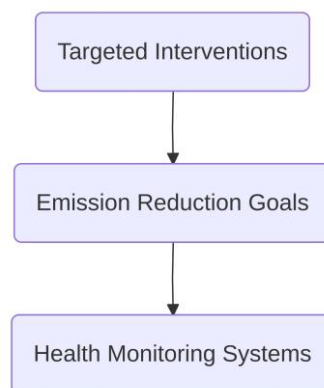 Targeted Interventions
Emission Reduction Goals
Health Monitoring Systems